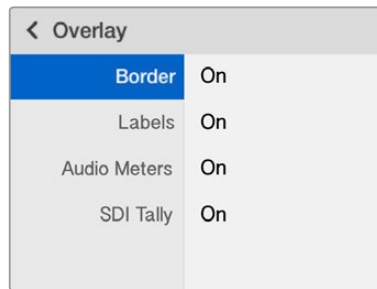 Overlay
Border On
Labels On
Audio Meters On
SDI Tally On